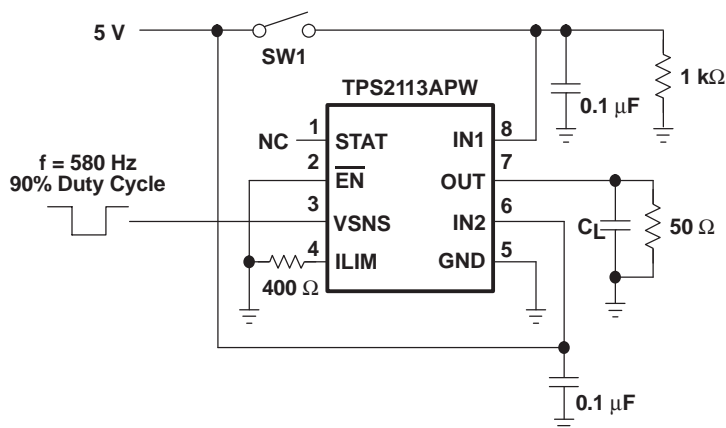 5 V
SW1
TPS2113APW
0.1 µF
1 kΩ
NC
1
STAT
IN1
8
f = 580 Hz
90% Duty Cycle
2
EN
OUT
7
3
VSNS
IN2
6
CL
50 Ω
4
ILIM
GND
5
400 Ω
0.1 µF